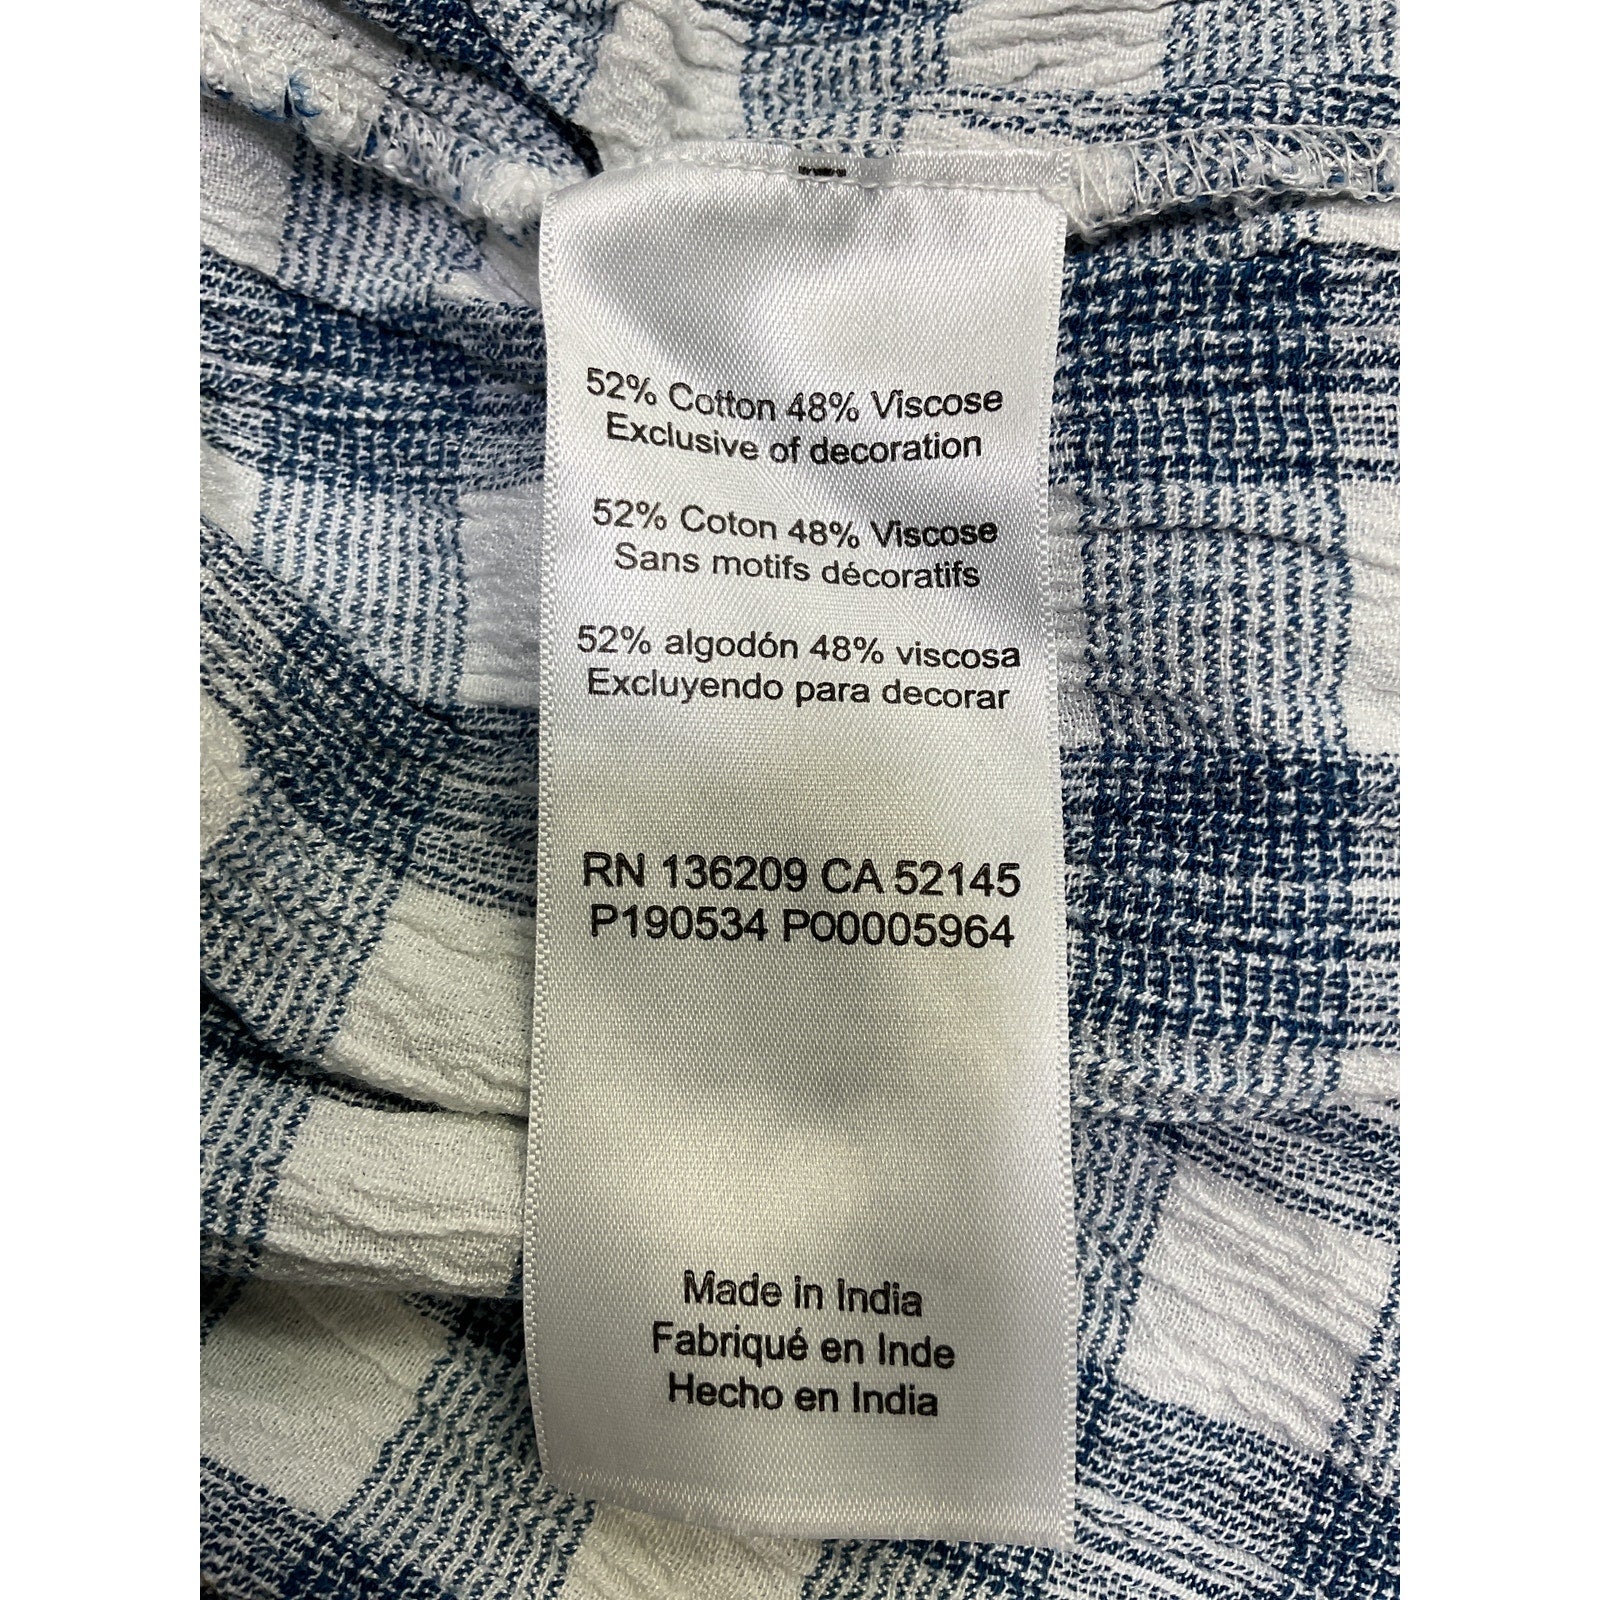 52% Cotton 48% Viscose
Exclusive of decoration
52% Coton 48% Viscose
Sans motifs décoratifs
52% algodón 48% viscosa
Excluyendo para decorar
RN 136209 CA 52145
P190534 PO0005964
Made in India
Fabriqué en Inde
Hecho en India